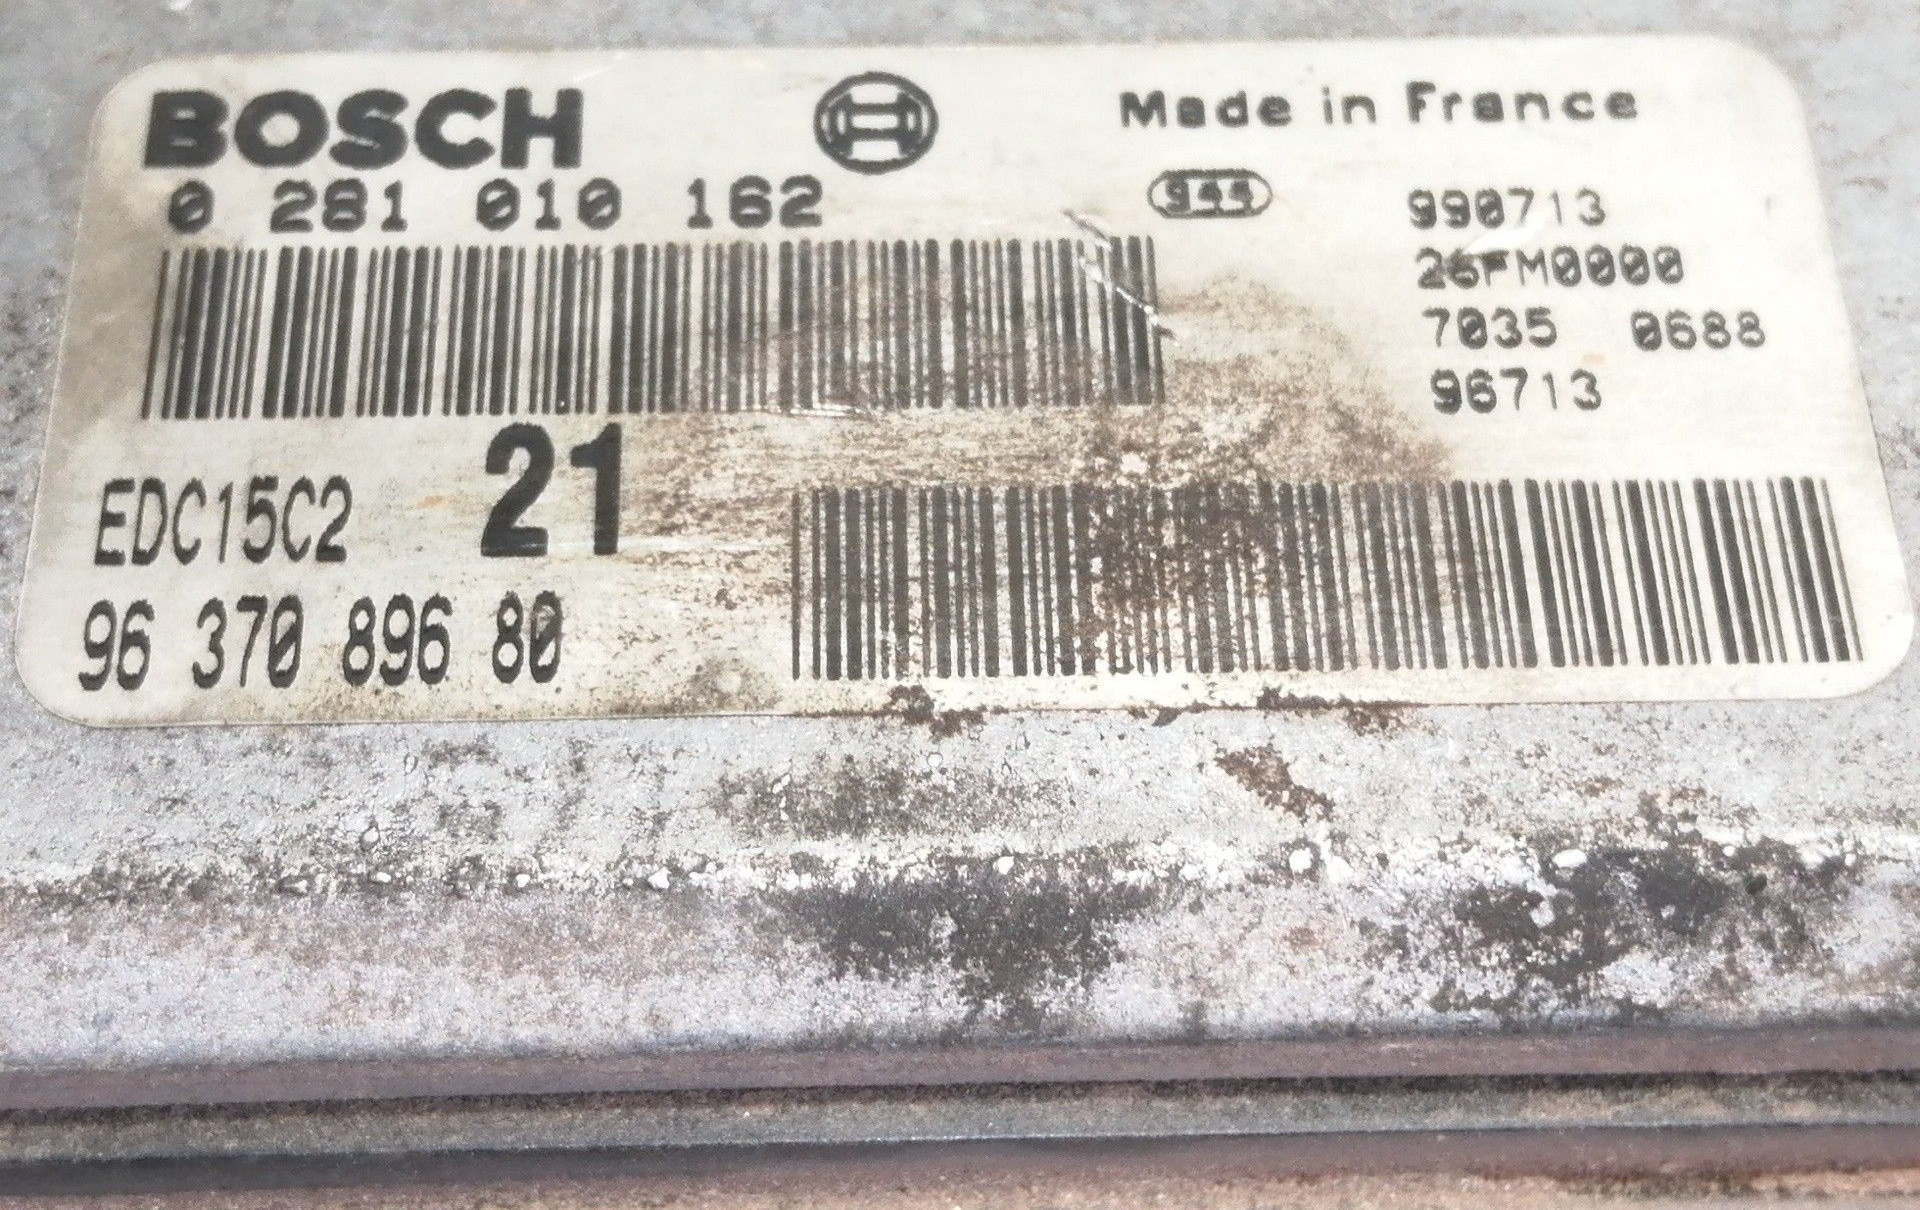 BOSCH
Made in France
0 281 010 162
944
990713
26FM0000
7035 0688
96713
EDC15C2 21
96 370 896 80